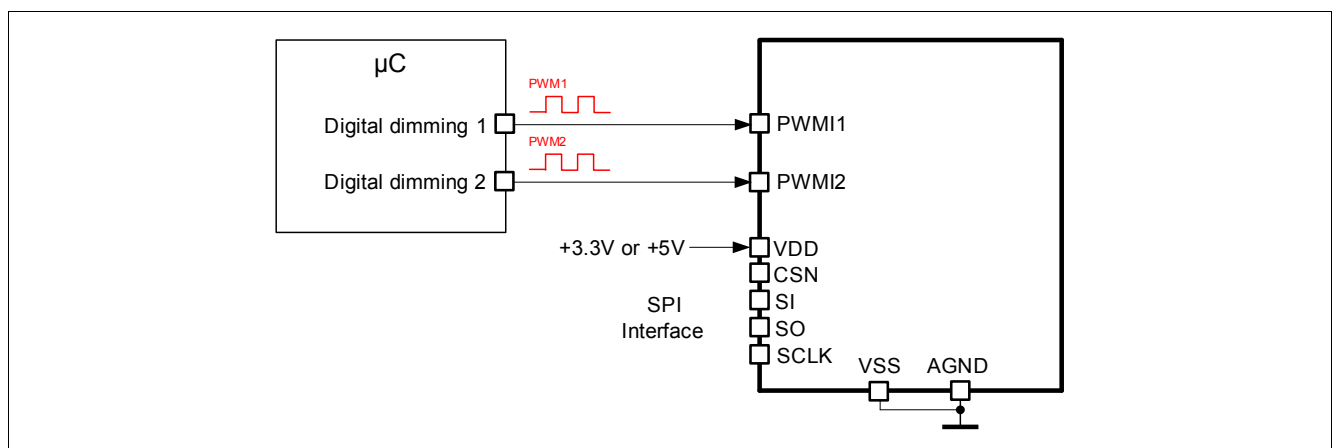 µC
PWM1
Digital dimming 1
PWMI1
PWM2
Digital dimming 2
PWMI2
+3.3V or +5V
VDD
CSN
SPI
Interface
SI
SO
SCLK
VSS
AGND